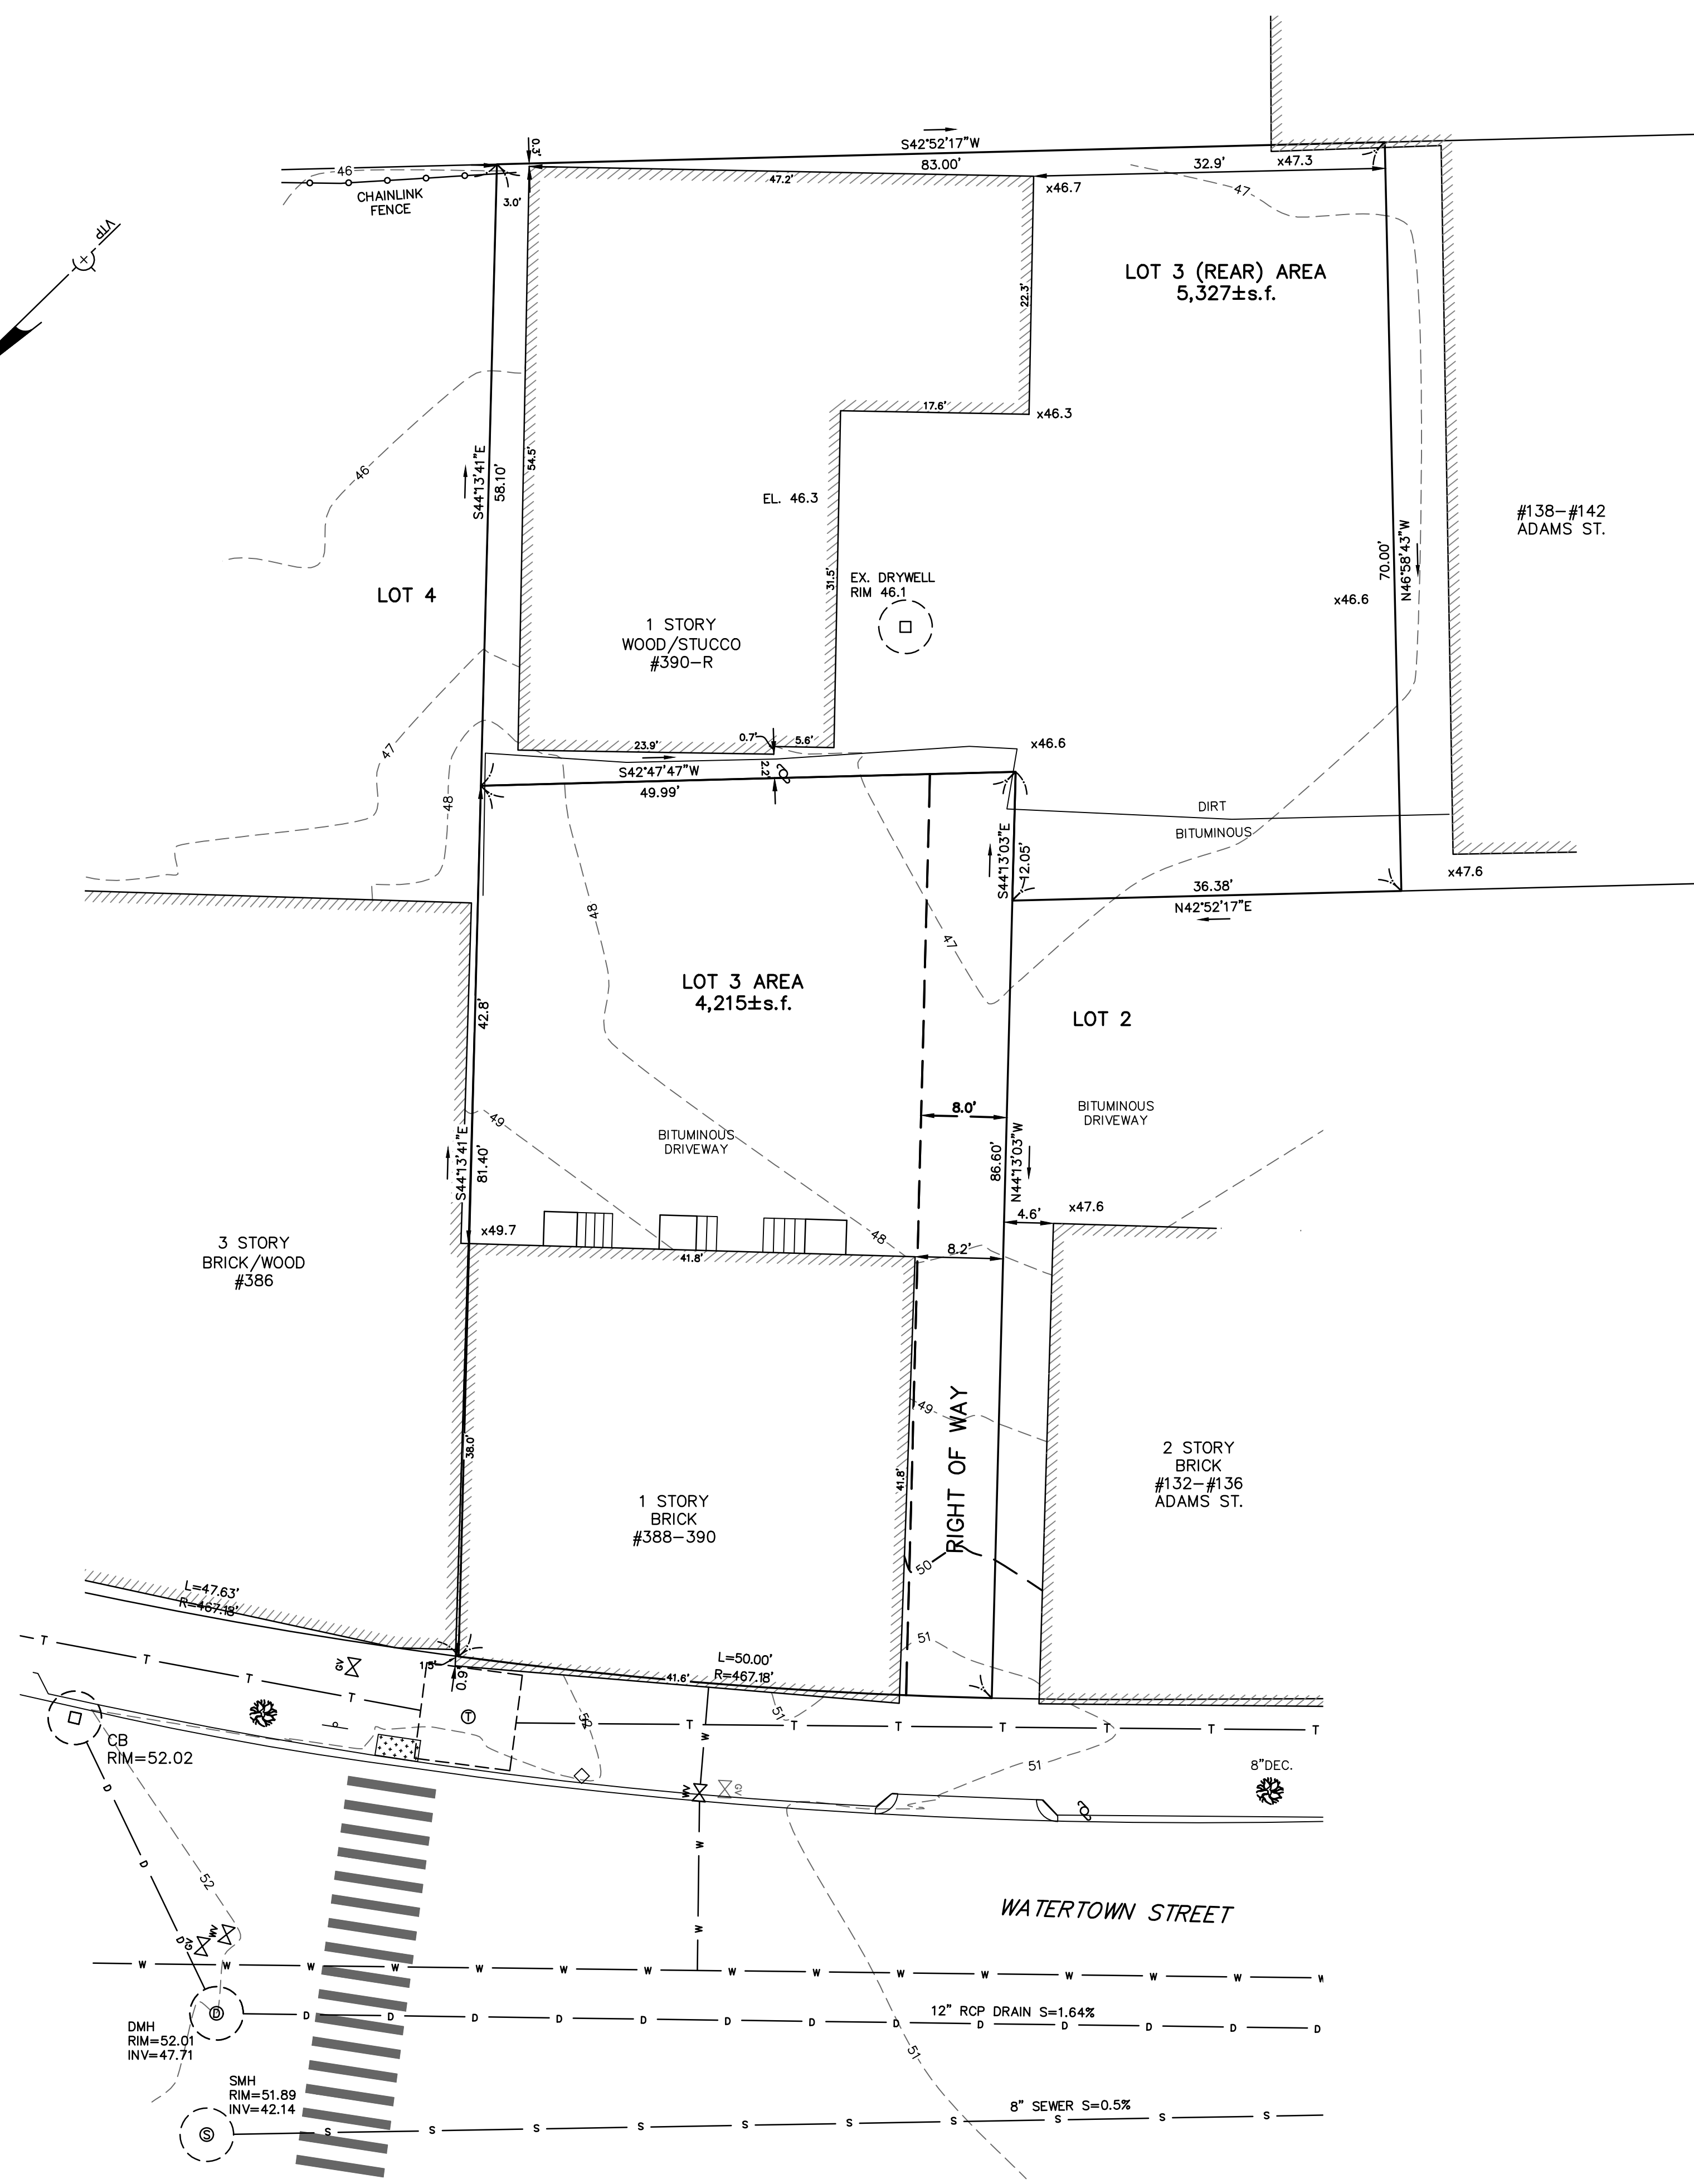 S42°52'17"W
0.3'
83.00'
32.9'
x47.3
46
47.2'
x46.7
47
CHAINLINK
FENCE
3.0'
VTP
LOT 3 (REAR) AREA
5,327±s.f.
22.3'
17.6'
x46.3
S44°13'41"E
58.10'
54.5'
46
EL. 46.3
#138-#142
ADAMS ST.
70.00'
N46°58'43"W
31.5'
EX. DRYWELL
RIM 46.1
x46.6
LOT 4
1 STORY
WOOD/STUCCO
#390-R
47
23.9'
0.7'
5.6'
x46.6
S42°47'47"W
2.2'
49.99'
48
DIRT
BITUMINOUS
S44°13'03"E
12.05'
x47.6
36.38'
N42°52'17"E
48
47
LOT 3 AREA
4,215±s.f.
42.8'
LOT 2
49
8.0'
BITUMINOUS
DRIVEWAY
BITUMINOUS
DRIVEWAY
S44°13'41"E
81.40'
86.60'
N44°13'03"W
4.6'
x47.6
x49.7
48
3 STORY
BRICK/WOOD
#386
41.8'
8.2'
RIGHT OF WAY
49
38.0'
41.8'
2 STORY
BRICK
#132-#136
ADAMS ST.
1 STORY
BRICK
#388-390
50
L=47.63'
R=467.18'
51
T T T T
GV
1.5'
0.9'
41.6'
L=50.00'
R=467.18'
T
52
51
T T T T T T T
P
CB
RIM=52.02
51
8"DEC.
W
WV
GV
D
D
D
W
W
52
WATERTOWN STREET
GV
WV
W W W W W W W W W W W W W W W
D
D D D D D D D D D D D D D
12" RCP DRAIN S=1.64%
DMH
RIM=52.01
INV=47.71
51
SMH
RIM=51.89
INV=42.14
8" SEWER S=0.5%
S
S S S S S S S S S S